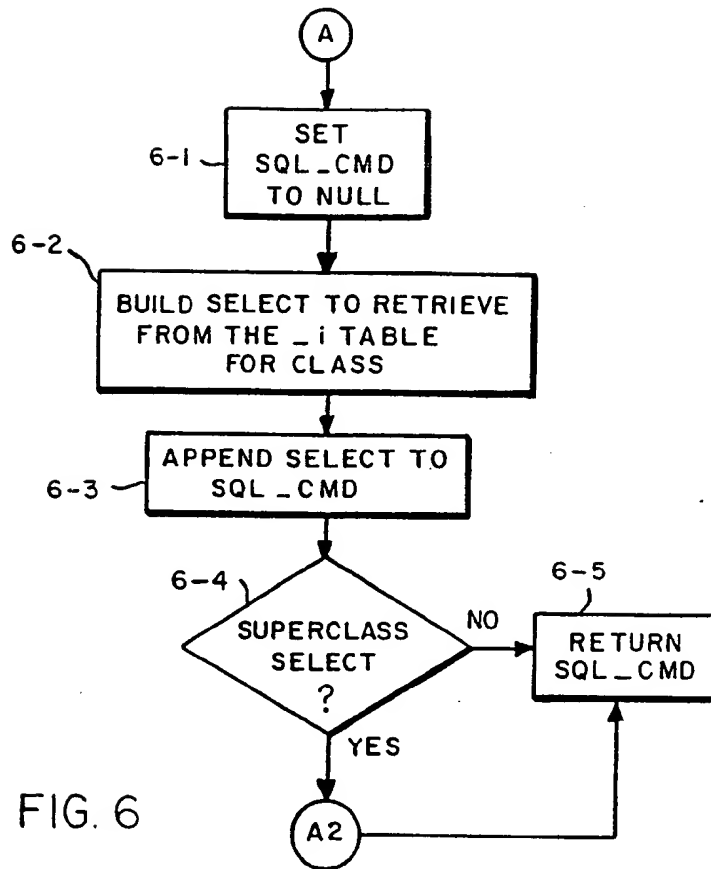 A
6-1
SET
SQL_CMD
TO NULL
6-2
BUILD SELECT TO RETRIEVE
FROM THE _i TABLE
FOR CLASS
6-3
APPEND SELECT TO
SQL_CMD
6-4
SUPERCLASS
SELECT
?
NO
YES
6-5
RETURN
SQL_CMD
A2
FIG. 6